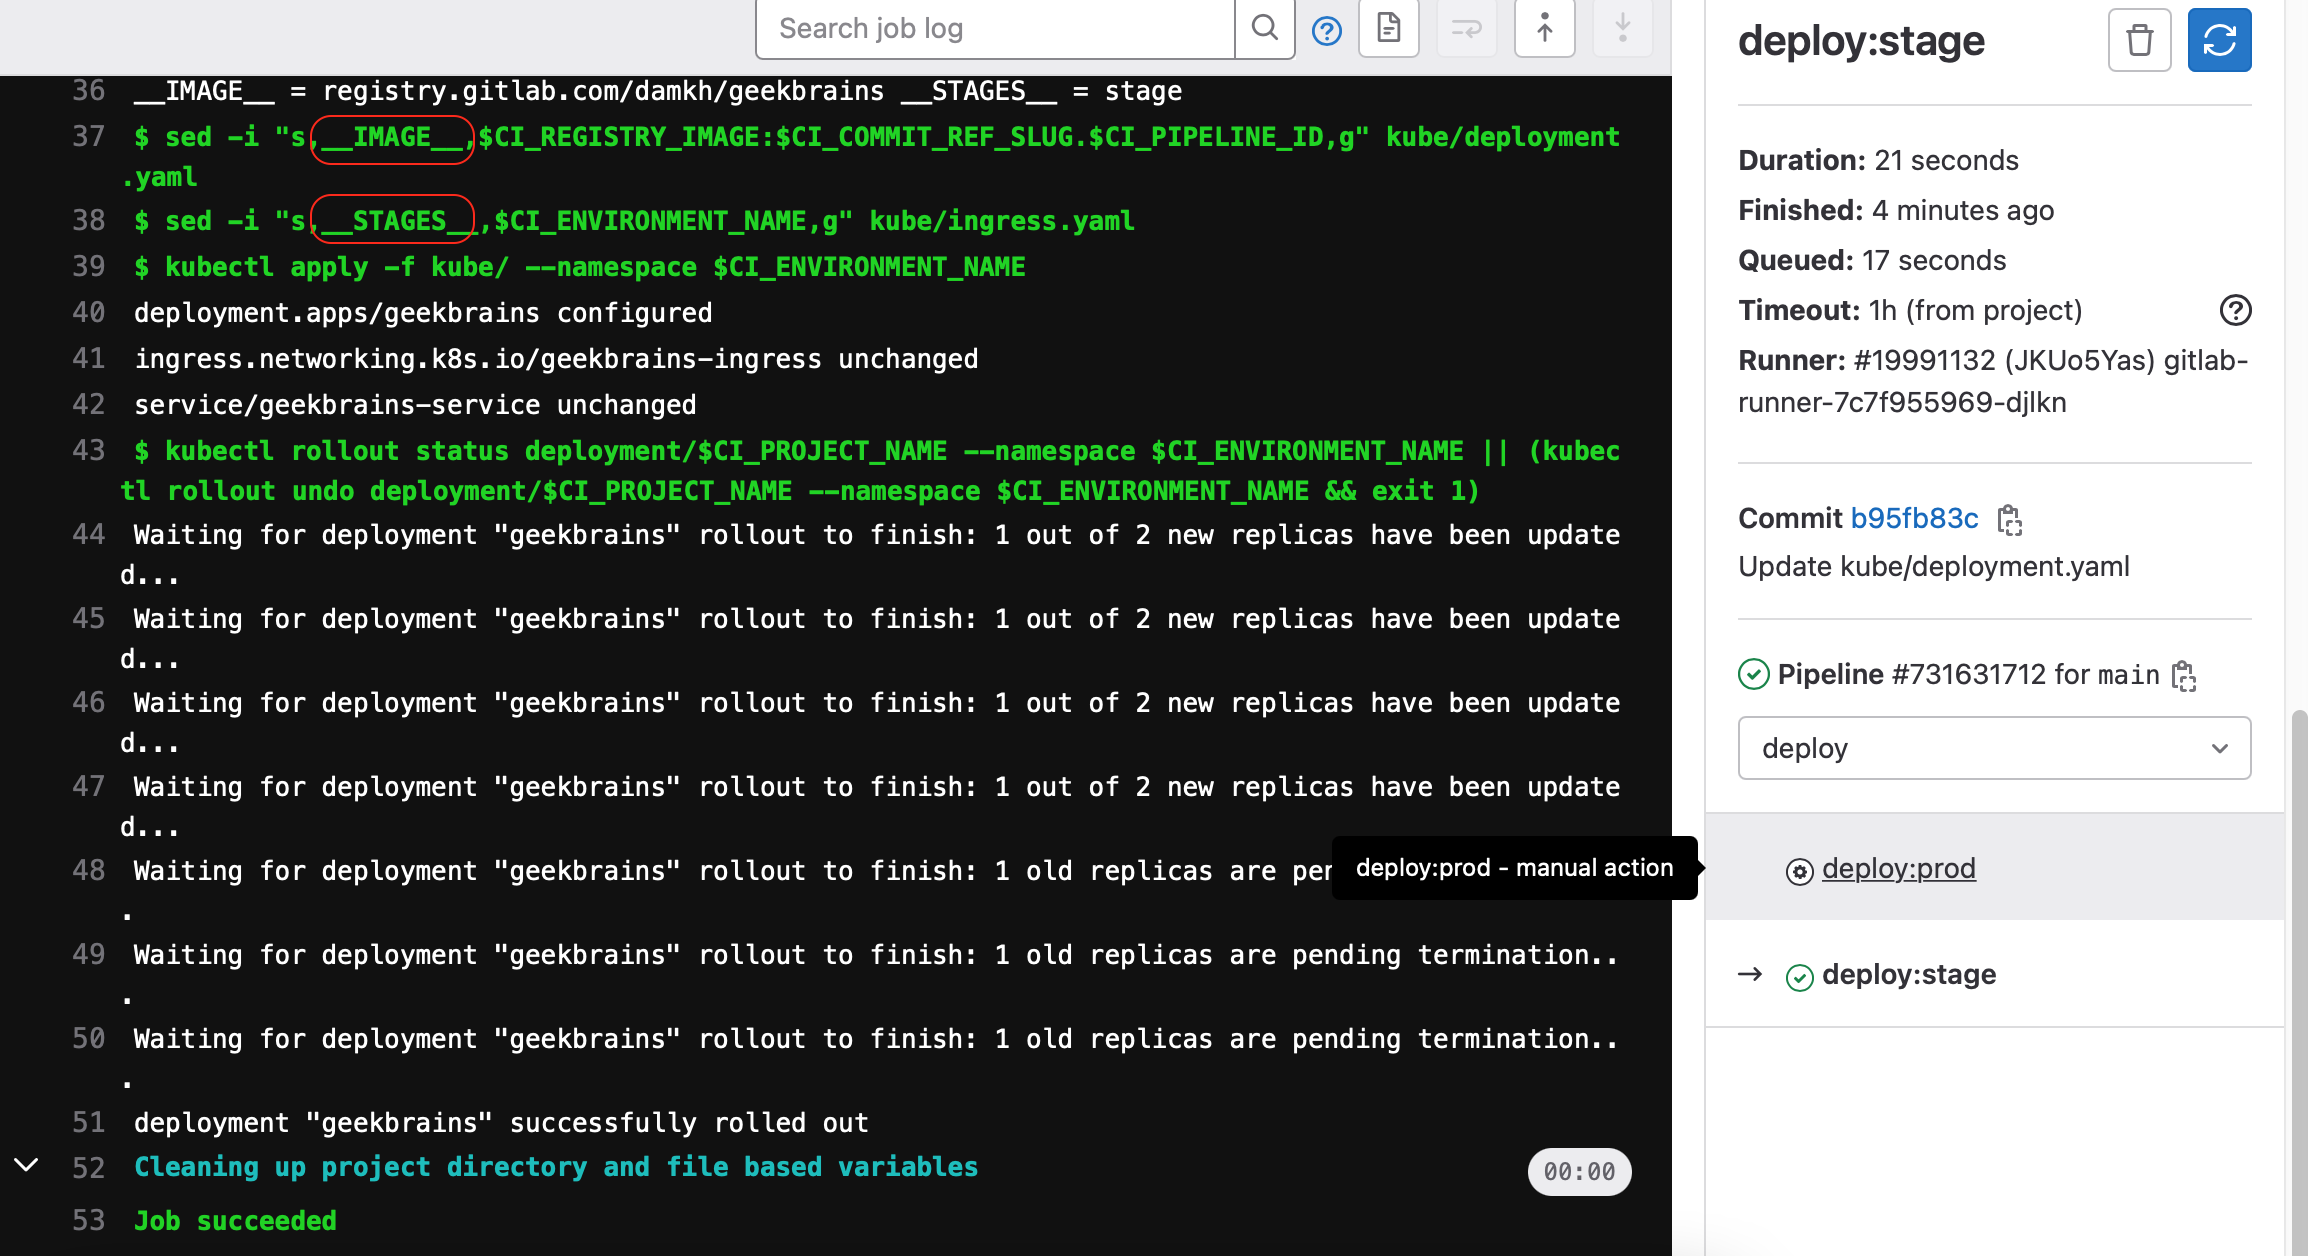 Search job log
36 __IMAGE__ = registry.gitlab.com/damkh/geekbrains __STAGES__ = stage
37 $ sed -i "s,__IMAGE__,$CI_REGISTRY_IMAGE:$CI_COMMIT_REF_SLUG.$CI_PIPELINE_ID,g" kube/deployment
.yaml
38 $ sed -i "s,__STAGES__,$CI_ENVIRONMENT_NAME,g" kube/ingress.yaml
39 $ kubectl apply -f kube/ --namespace $CI_ENVIRONMENT_NAME
40 deployment.apps/geekbrains configured
41 ingress.networking.k8s.io/geekbrains-ingress unchanged
42 service/geekbrains-service unchanged
43 $ kubectl rollout status deployment/$CI_PROJECT_NAME --namespace $CI_ENVIRONMENT_NAME || (kubec
tl rollout undo deployment/$CI_PROJECT_NAME --namespace $CI_ENVIRONMENT_NAME && exit 1)
44 Waiting for deployment "geekbrains" rollout to finish: 1 out of 2 new replicas have been update
d...
45 Waiting for deployment "geekbrains" rollout to finish: 1 out of 2 new replicas have been update
d...
46 Waiting for deployment "geekbrains" rollout to finish: 1 out of 2 new replicas have been update
d...
47 Waiting for deployment "geekbrains" rollout to finish: 1 out of 2 new replicas have been update
d...
48 Waiting for deployment "geekbrains" rollout to finish: 1 old replicas are per
.
49 Waiting for deployment "geekbrains" rollout to finish: 1 old replicas are pending termination..
.
50 Waiting for deployment "geekbrains" rollout to finish: 1 old replicas are pending termination..
.
51 deployment "geekbrains" successfully rolled out
52 Cleaning up project directory and file based variables
00:00
53 Job succeeded
deploy:stage
Duration: 21 seconds
Finished: 4 minutes ago
Queued: 17 seconds
Timeout: 1h (from project)
Runner: #19991132 (JKUo5Yas) gitlab-
runner-7c7f955969-djlkn
Commit b95fb83c
Update kube/deployment.yaml
Pipeline #731631712 for main
deploy
deploy:prod - manual action
deploy:prod
→ deploy:stage